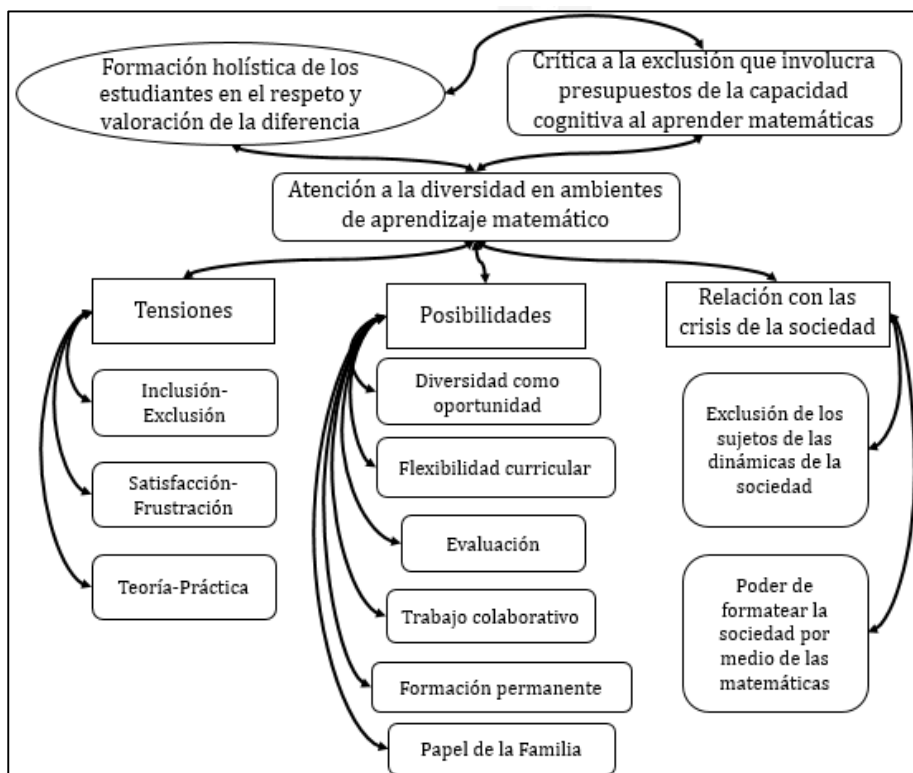 Formación holística de los
estudiantes en el respeto y
valoración de la diferencia
Crítica a la exclusión que involucra
presupuestos de la capacidad
cognitiva al aprender matemáticas
Atención a la diversidad en ambientes
de aprendizaje matemático
Tensiones
Inclusión-
Exclusión
Satisfacción-
Frustración
Teoría-Práctica
Posibilidades
Diversidad como
oportunidad
Flexibilidad curricular
Evaluación
Trabajo colaborativo
Formación permanente
Papel de la Familia
Relación con las
crisis de la sociedad
Exclusión de los
sujetos de las
dinámicas de la
sociedad
Poder de
formatear la
sociedad por
medio de las
matemáticas